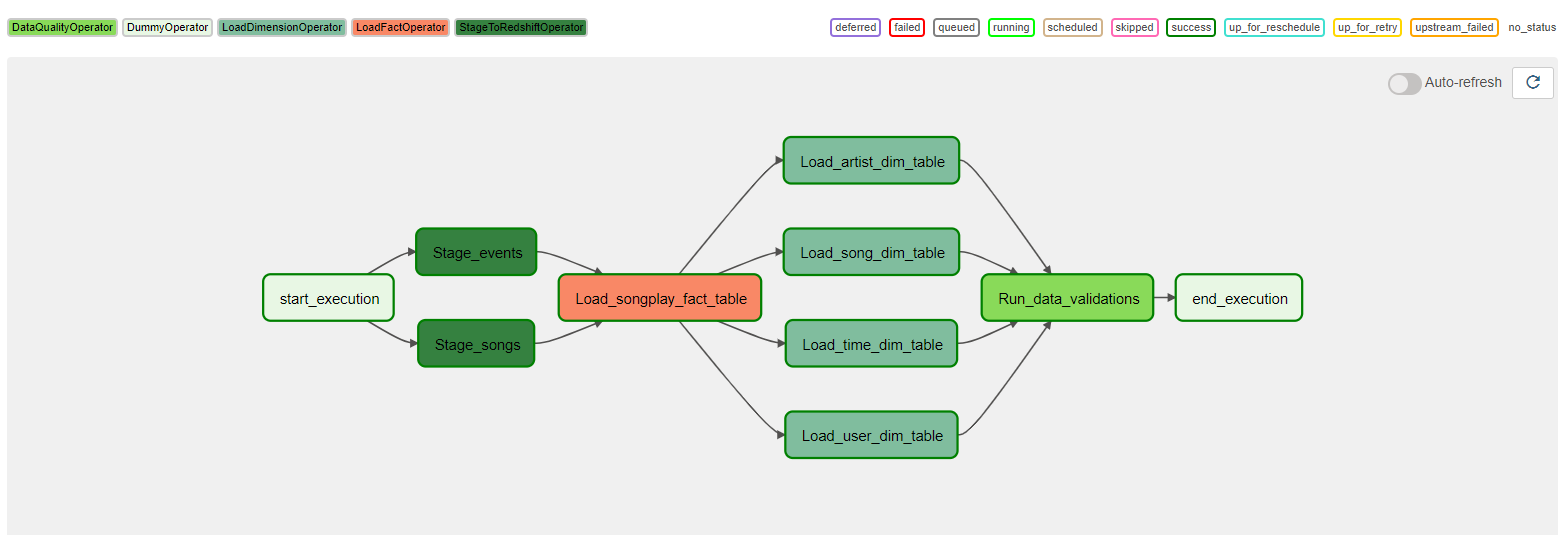 DataQualityOperator DummyOperator LoadDimensionOperator LoadFactOperator StageToRedshiftOperator deferred failed queued running scheduled skipped success up_for_reschedule up_for_retry upstream_failed no_status
Auto-refresh
Load_artist_dim_table
Stage_events Load_song_dim_table
start_execution Load_songplay_fact_table Run_data_validations end_execution
Stage_songs Load_time_dim_table
Load_user_dim_table